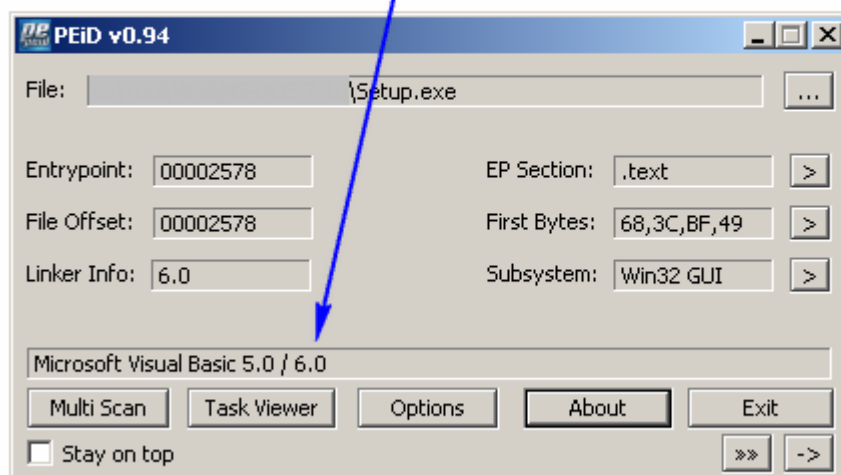 PEiD v0.94
File: \Setup.exe ...
Entrypoint: 00002578 EP Section: .text >
File Offset: 00002578 First Bytes: 68,3C,BF,49 >
Linker Info: 6.0 Subsystem: Win32 GUI >
Microsoft Visual Basic 5.0 / 6.0
Multi Scan Task Viewer Options About Exit
Stay on top »» ->